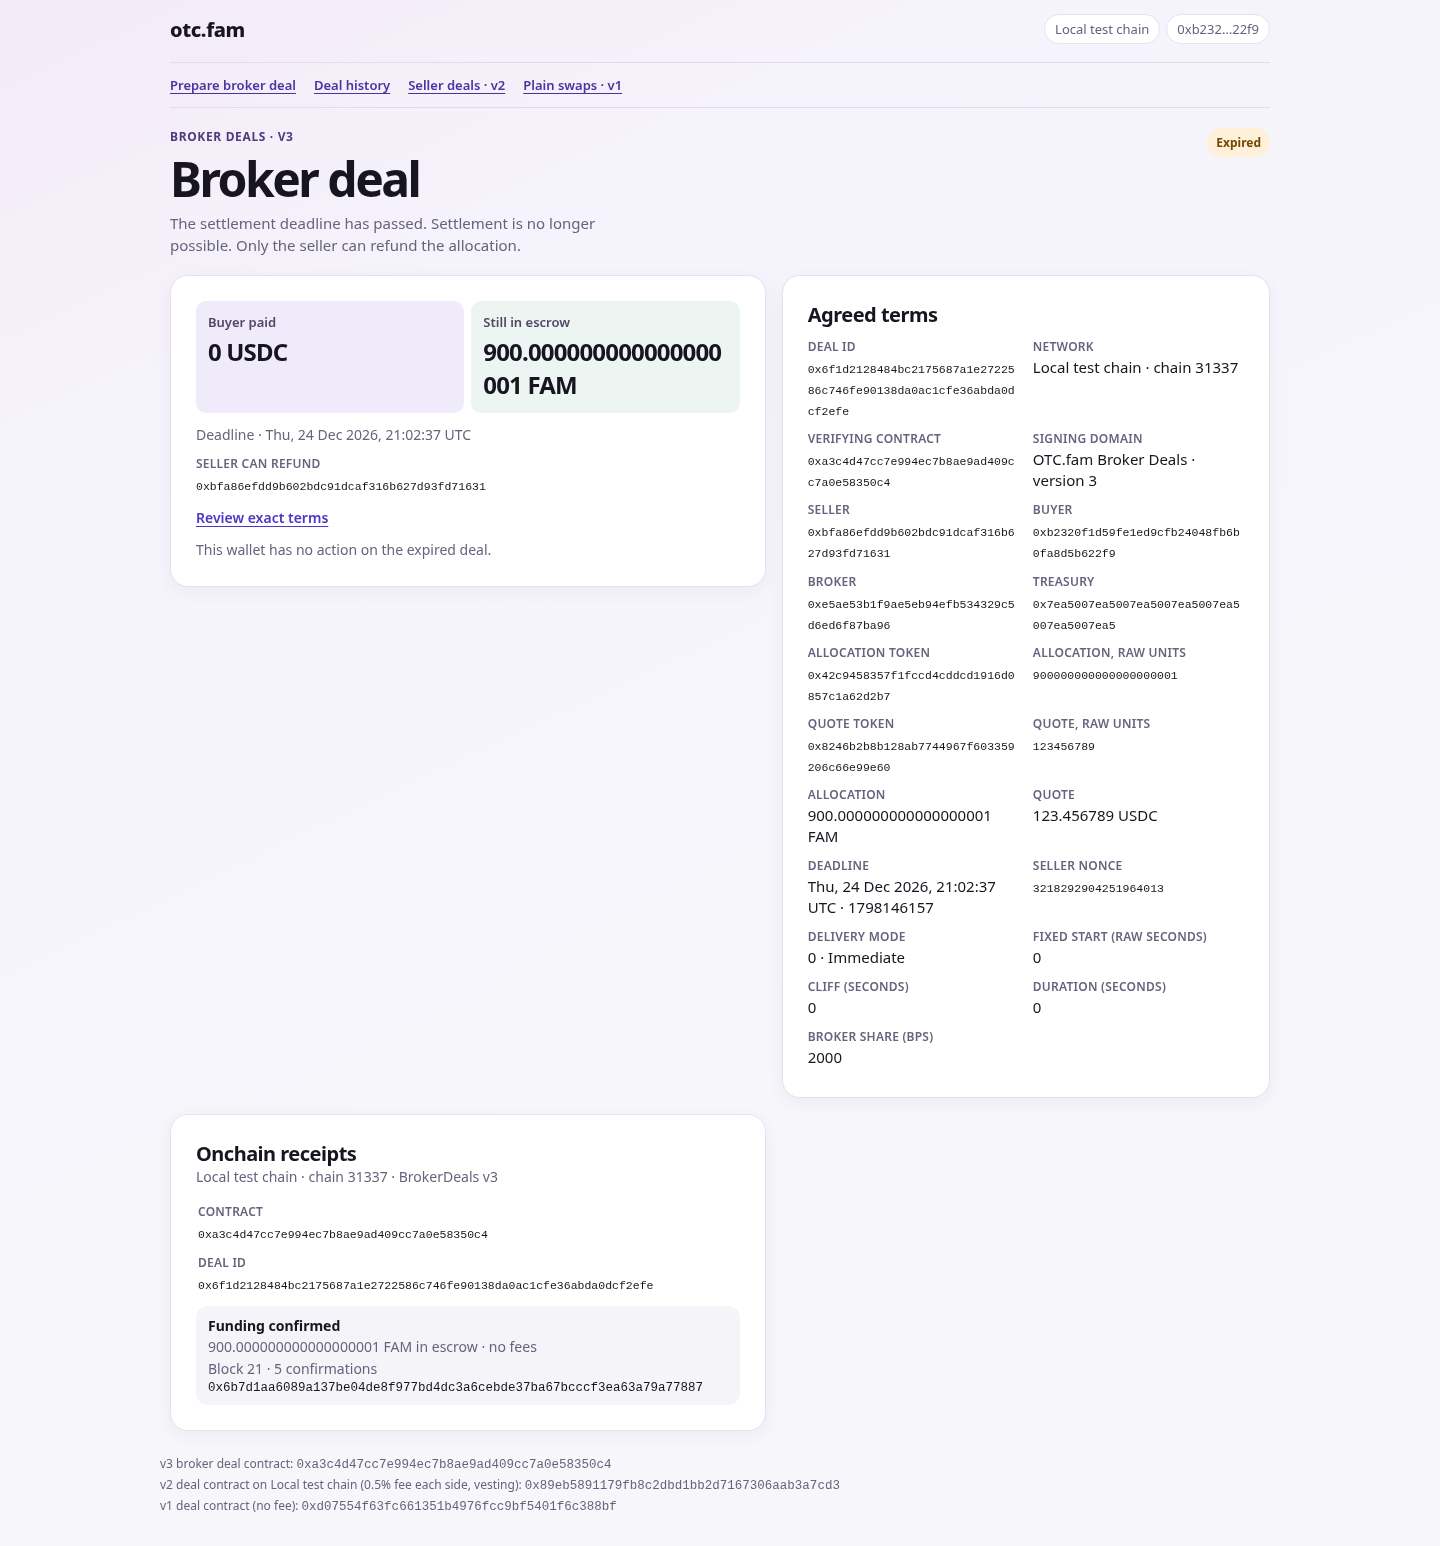 otc.fam
Local test chain
0xb232…22f9
Prepare broker deal
Deal history
Seller deals · v2
Plain swaps · v1
BROKER DEALS · V3
Expired
Broker deal
The settlement deadline has passed. Settlement is no longer
possible. Only the seller can refund the allocation.
Buyer paid
0 USDC
Still in escrow
900.000000000000000
001 FAM
Deadline · Thu, 24 Dec 2026, 21:02:37 UTC
SELLER CAN REFUND
0xbfa86efdd9b602bdc91dcaf316b627d93fd71631
Review exact terms
This wallet has no action on the expired deal.
Agreed terms
DEAL ID
0x6f1d2128484bc2175687a1e27225
86c746fe90138da0ac1cfe36abda0d
cf2efe
NETWORK
Local test chain · chain 31337
VERIFYING CONTRACT
0xa3c4d47cc7e994ec7b8ae9ad409c
c7a0e58350c4
SIGNING DOMAIN
OTC.fam Broker Deals ·
version 3
SELLER
0xbfa86efdd9b602bdc91dcaf316b6
27d93fd71631
BUYER
0xb2320f1d59fe1ed9cfb24048fb6b
0fa8d5b622f9
BROKER
0xe5ae53b1f9ae5eb94efb534329c5
d6ed6f87ba96
TREASURY
0x7ea5007ea5007ea5007ea5007ea5
007ea5007ea5
ALLOCATION TOKEN
0x42c9458357f1fccd4cddcd1916d0
857c1a62d2b7
ALLOCATION, RAW UNITS
900000000000000000001
QUOTE TOKEN
0x8246b2b8b128ab7744967f603359
206c66e99e60
QUOTE, RAW UNITS
123456789
ALLOCATION
900.000000000000000001
FAM
QUOTE
123.456789 USDC
DEADLINE
Thu, 24 Dec 2026, 21:02:37
UTC · 1798146157
SELLER NONCE
3218292904251964013
DELIVERY MODE
0 · Immediate
FIXED START (RAW SECONDS)
0
CLIFF (SECONDS)
0
DURATION (SECONDS)
0
BROKER SHARE (BPS)
2000
Onchain receipts
Local test chain · chain 31337 · BrokerDeals v3
CONTRACT
0xa3c4d47cc7e994ec7b8ae9ad409cc7a0e58350c4
DEAL ID
0x6f1d2128484bc2175687a1e2722586c746fe90138da0ac1cfe36abda0dcf2efe
Funding confirmed
900.000000000000000001 FAM in escrow · no fees
Block 21 · 5 confirmations
0x6b7d1aa6089a137be04de8f977bd4dc3a6cebde37ba67bcccf3ea63a79a77887
v3 broker deal contract: 0xa3c4d47cc7e994ec7b8ae9ad409cc7a0e58350c4
v2 deal contract on Local test chain (0.5% fee each side, vesting): 0x89eb5891179fb8c2dbd1bb2d7167306aab3a7cd3
v1 deal contract (no fee): 0xd07554f63fc661351b4976fcc9bf5401f6c388bf